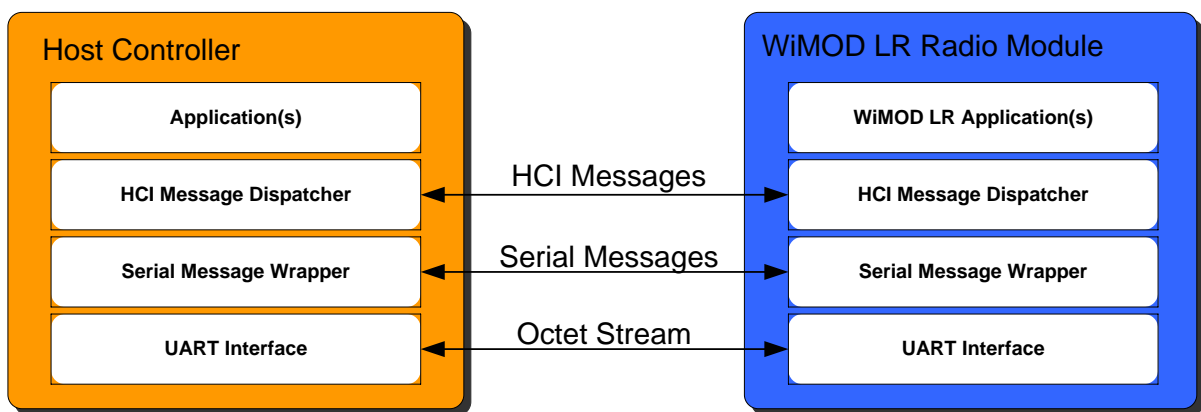 Host Controller
WiMOD LR Radio Module
Application(s)
WiMOD LR Application(s)
HCI Message Dispatcher
HCI Messages
HCI Message Dispatcher
Serial Message Wrapper
Serial Messages
Serial Message Wrapper
UART Interface
Octet Stream
UART Interface